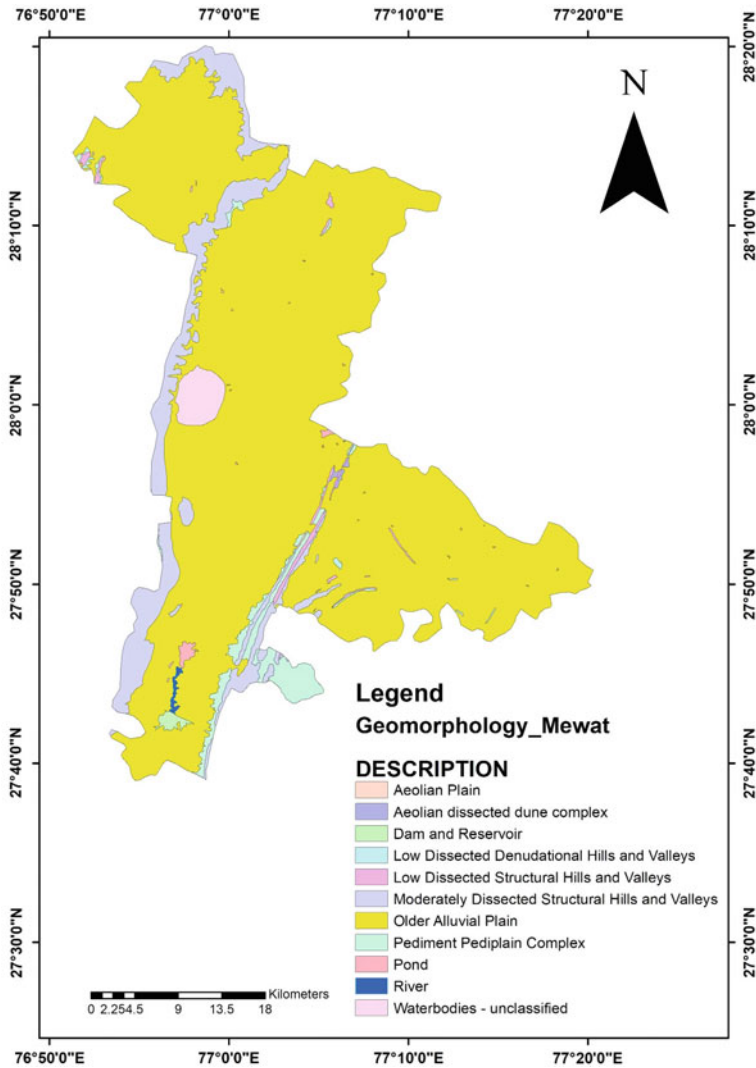 76°50'0"E 77°0'0"E 77°10'0"E 77°20'0"E
28°20'0"N 28°20'0"N
N
28°10'0"N 28°10'0"N
28°0'0"N 28°0'0"N
27°50'0"N 27°50'0"N
27°40'0"N 27°40'0"N
27°30'0"N 27°30'0"N
Legend
Geomorphology_Mewat
DESCRIPTION
Aeolian Plain
Aeolian dissected dune complex
Dam and Reservoir
Low Dissected Denudational Hills and Valleys
Low Dissected Structural Hills and Valleys
Moderately Dissected Structural Hills and Valleys
Older Alluvial Plain
Pediment Pediplain Complex
Pond
River
Waterbodies - unclassified
Kilometers
0 2.254.5 9 13.5 18
76°50'0"E 77°0'0"E 77°10'0"E 77°20'0"E